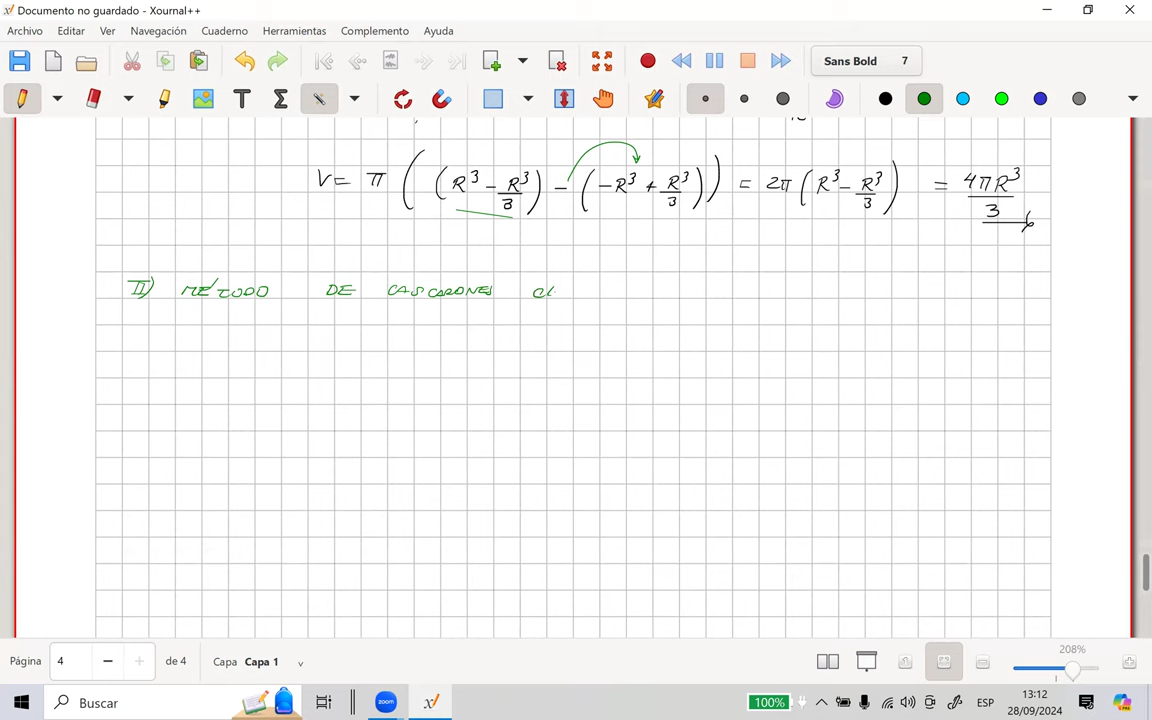 Documento no guardado - Xournal++
Archivo Editar Ver Navegación Cuaderno Herramientas Complemento Ayuda
Sans Bold 7
V = π ((R³ - R³/3) - (-R³ + R³/3)) = 2π (R³ - R³/3) = 4πR³/3
II) MÉTODO DE CASCARONES CI
Página 4 de 4 Capa Capa 1 208%
Buscar zoom 100% ESP 13:12
28/09/2024